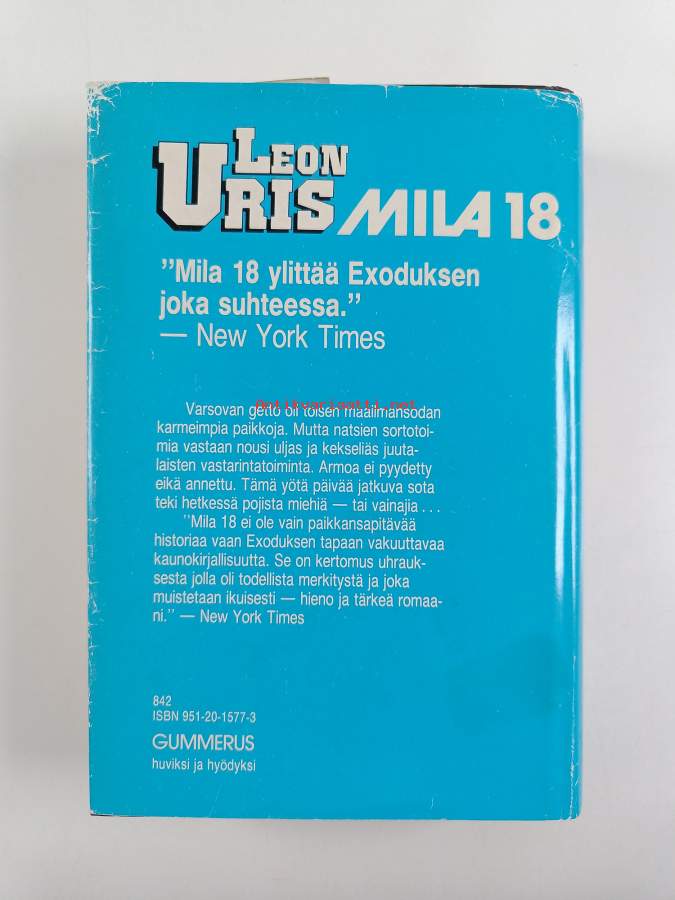 LEON
URIS MILA 18
”Mila 18 ylittää Exoduksen
joka suhteessa.”
— New York Times
Antikvariaatti.net
Varsovan getto oli toisen maailmansodan
karmeimpia paikkoja. Mutta natsien sortotoi-
mia vastaan nousi uljas ja kekseliäs juuta-
laisten vastarintatoiminta. Armoa ei pyydetty
eikä annettu. Tämä yötä päivää jatkuva sota
teki hetkessä pojista miehiä — tai vainajia . . .
”Mila 18 ei ole vain paikkansapitävää
historiaa vaan Exoduksen tapaan vakuuttavaa
kaunokirjallisuutta. Se on kertomus uhrauk-
sesta jolla oli todellista merkitystä ja joka
muistetaan ikuisesti — hieno ja tärkeä romaa-
ni.” — New York Times
842
ISBN 951-20-1577-3
GUMMERUS
huviksi ja hyödyksi